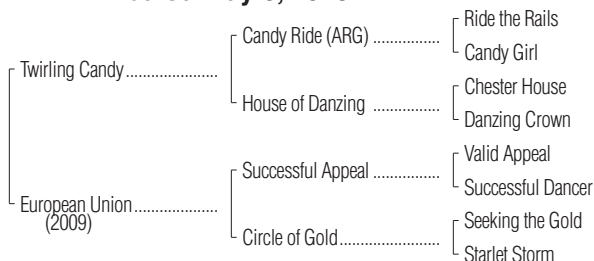 Ride the Rails
Candy Ride (ARG) ................
Candy Girl
Twirling Candy ......................
Chester House
House of Danzing ................
Danzing Crown
Valid Appeal
Successful Appeal ................
Successful Dancer
European Union ....................
(2009)
Seeking the Gold
Circle of Gold ........................
Starlet Storm